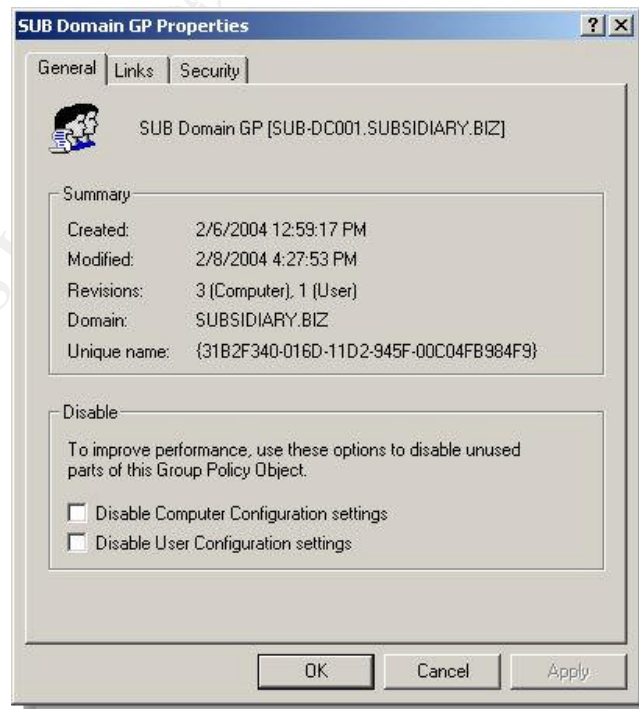 SUB Domain GP Properties
General Links Security
SUB Domain GP [SUB-DC001.SUBSIDIARY.BIZ]
Summary
Created: 2/6/2004 12:59:17 PM
Modified: 2/8/2004 4:27:53 PM
Revisions: 3 (Computer), 1 (User)
Domain: SUBSIDIARY.BIZ
Unique name: {31B2F340-016D-11D2-945F-00C04FB984F9}
Disable
To improve performance, use these options to disable unused
parts of this Group Policy Object.
Disable Computer Configuration settings
Disable User Configuration settings
OK Cancel Apply